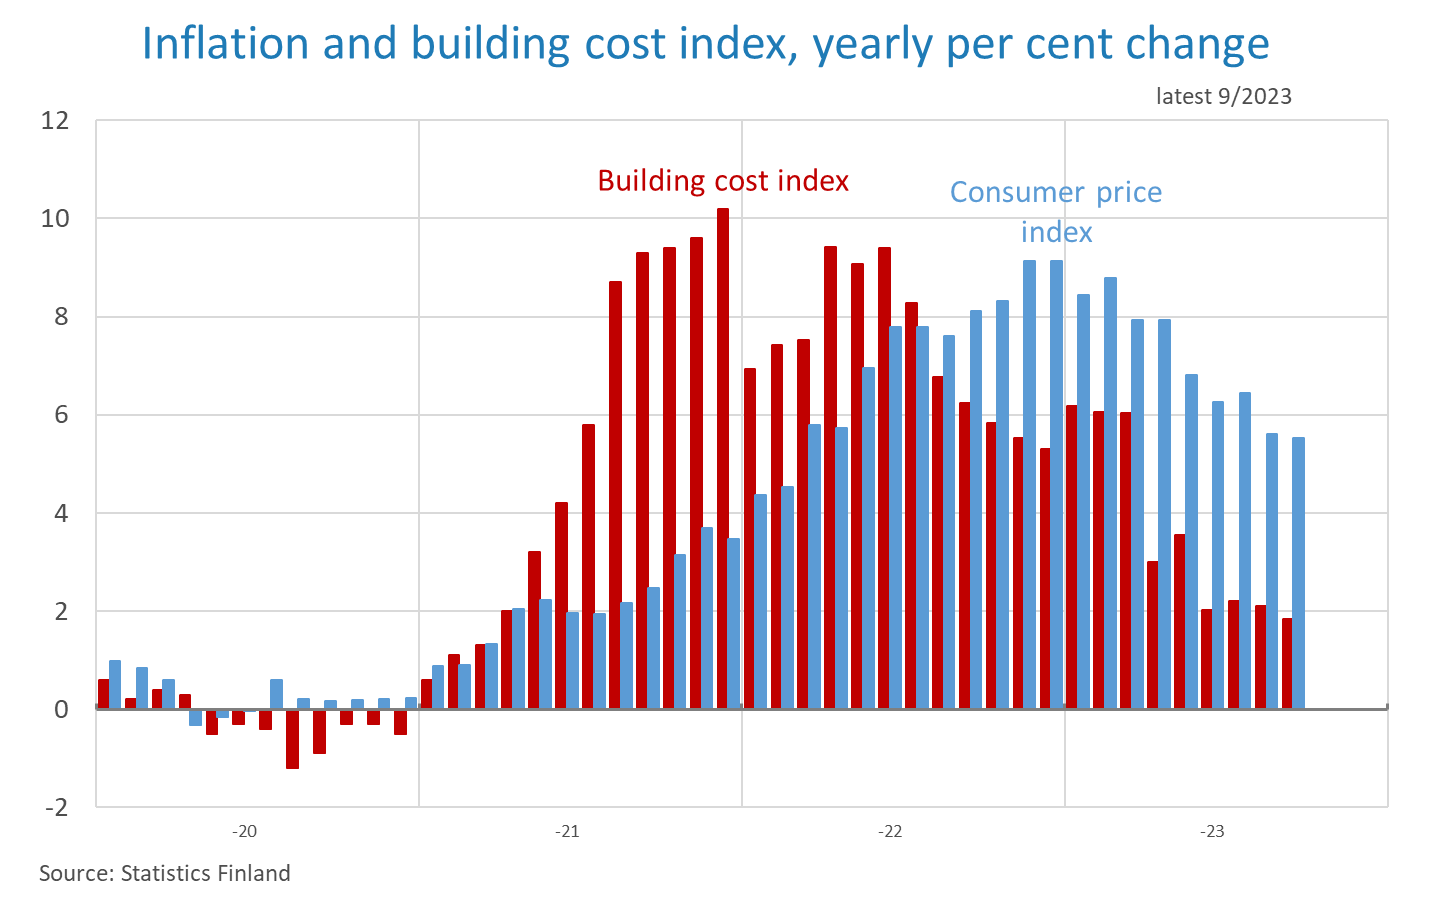 Inflation and building cost index, yearly per cent change
latest 9/2023
12
Building cost index
Consumer price
index
10
8
6
4
2
0
-2
-20 -21 -22 -23
Source: Statistics Finland